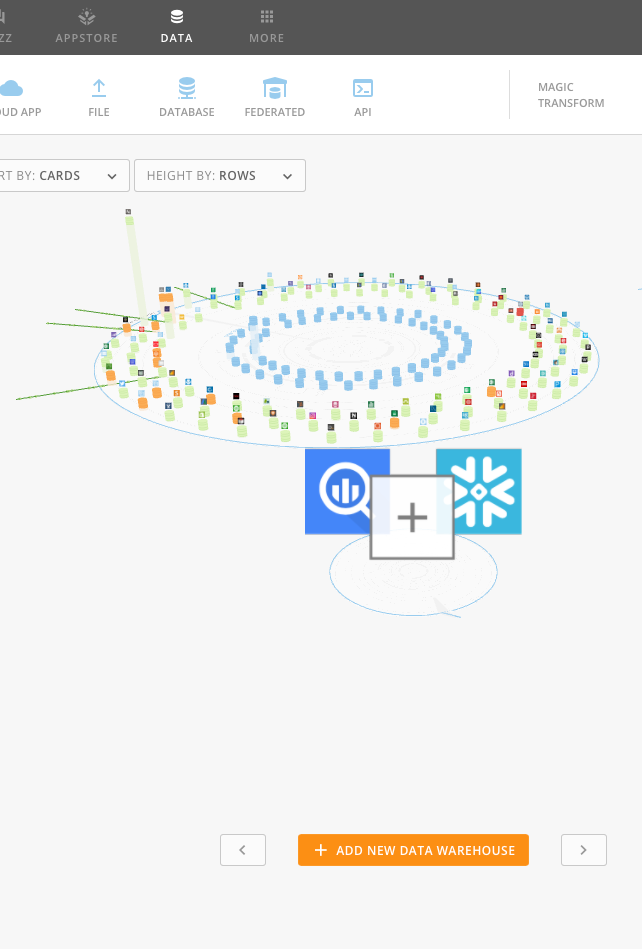 ZZ
APPSTORE
DATA
MORE
OUD APP
FILE
DATABASE
FEDERATED
API
MAGIC
TRANSFORM
RT BY: CARDS
HEIGHT BY: ROWS
ADD NEW DATA WAREHOUSE